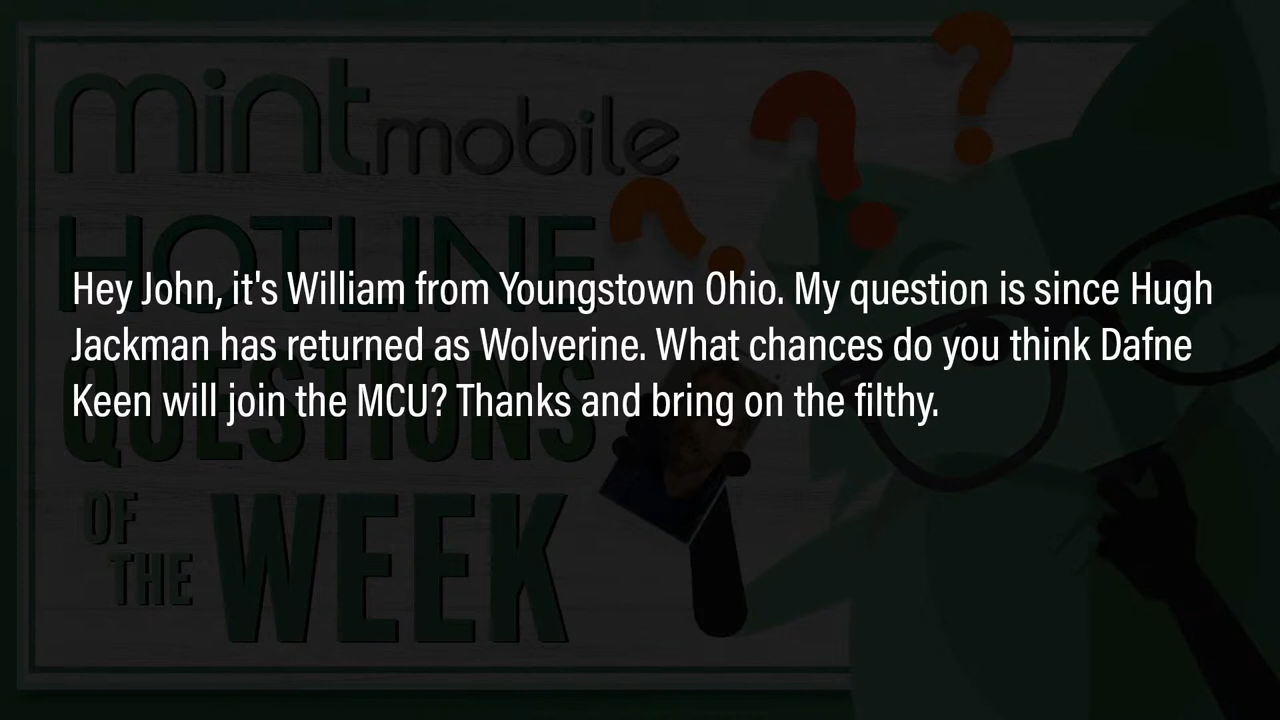 mint mobile
HOTLINE
Hey John, it's William from Youngstown Ohio. My question is since Hugh
Jackman has returned as Wolverine. What chances do you think Dafne
Keen will join the MCU? Thanks and bring on the filthy.
QUESTIONS
OF
THE
WEEK